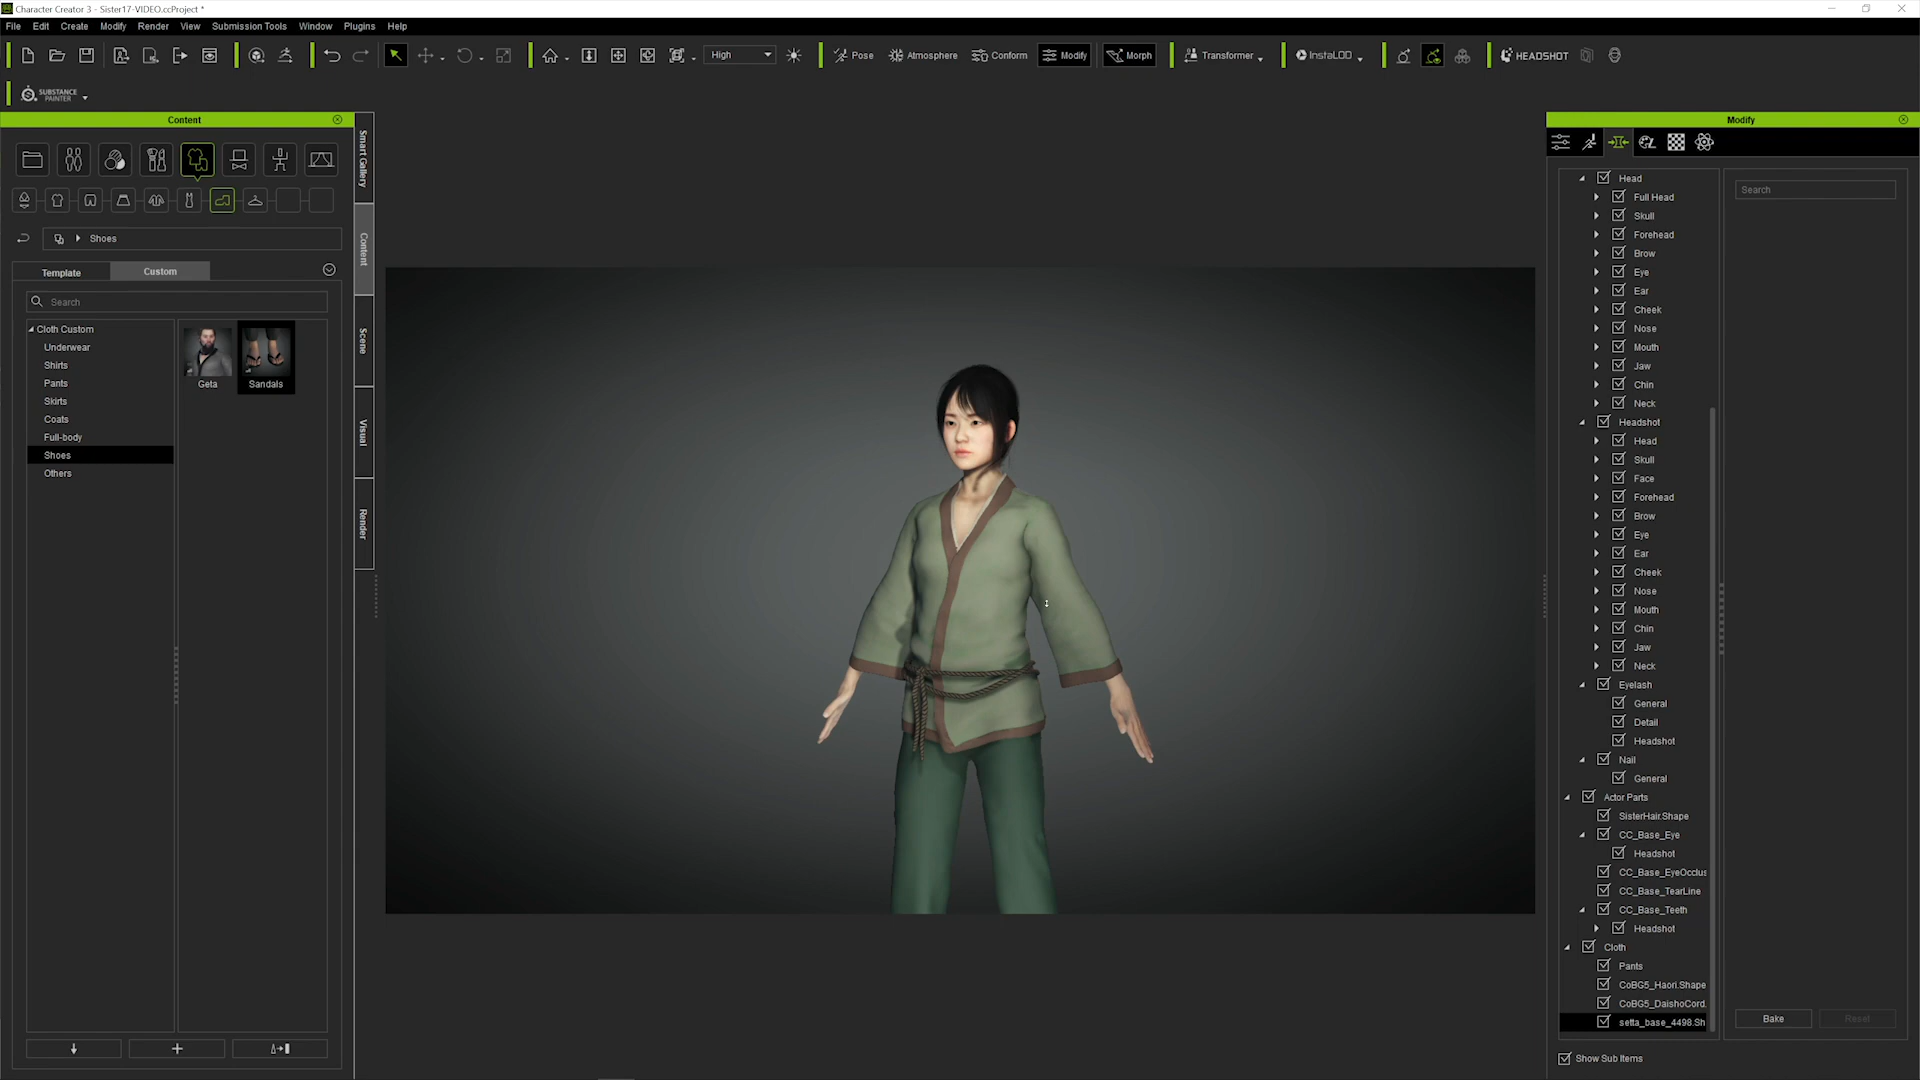 Character Creator 3 - Sister17-VIDEO.ccProject *
File Edit Create Modify Render View Submission Tools Window Plugins Help
High Pose Atmosphere Conform Modify Morph Transformer InstaLOD HEADSHOT
SUBSTANCE
PAINTER
Content
Shoes
Template Custom
Search
Cloth Custom
Underwear
Shirts
Pants
Skirts
Coats
Full-body
Shoes
Others
Geta Sandals
Smart Gallery
Content
Scene
Visual
Render
Modify
Search
Head
Full Head
Skull
Forehead
Brow
Eye
Ear
Cheek
Nose
Mouth
Jaw
Chin
Neck
Headshot
Head
Skull
Face
Forehead
Brow
Eye
Ear
Cheek
Nose
Mouth
Chin
Jaw
Neck
Eyelash
General
Detail
Headshot
Nail
General
Actor Parts
SisterHair.Shape
CC_Base_Eye
Headshot
CC_Base_EyeOcclus
CC_Base_TearLine
CC_Base_Teeth
Headshot
Cloth
Pants
CoBG5_Haori.Shape
CoBG5_DaishoCord.
setta_base_4498.Sh
Bake Reset
Show Sub Items